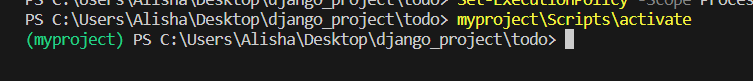 PS C:\Users\Alisha\Desktop\django_project\todo> Set-ExecutionPolicy -Scope Proces
PS C:\Users\Alisha\Desktop\django_project\todo> myproject\Scripts\activate
(myproject) PS C:\Users\Alisha\Desktop\django_project\todo>